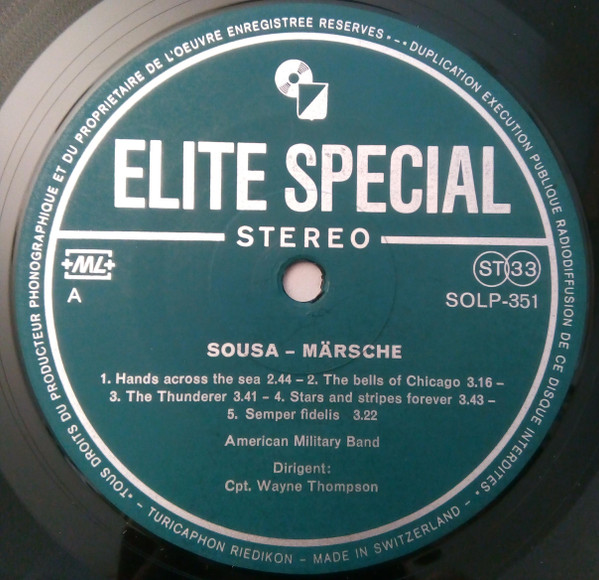 • TOUS DROITS DU PRODUCTEUR PHONOGRAPHIQUE ET DU PROPRIETAIRE DE L'OEUVRE ENREGISTREE RESERVES • – • DUPLICATION EXECUTION PUBLIQUE RADIODIFFUSION DE CE DISQUE INTERDITES •
ELITE SPECIAL
STEREO
+ML+
ST 33
A
SOLP-351
SOUSA – MÄRSCHE
1. Hands across the sea 2.44 – 2. The bells of Chicago 3.16 –
3. The Thunderer 3.41 – 4. Stars and stripes forever 3.43 –
5. Semper fidelis 3.22
American Military Band
Dirigent:
Cpt. Wayne Thompson
– TURICAPHON RIEDIKON – MADE IN SWITZERLAND –